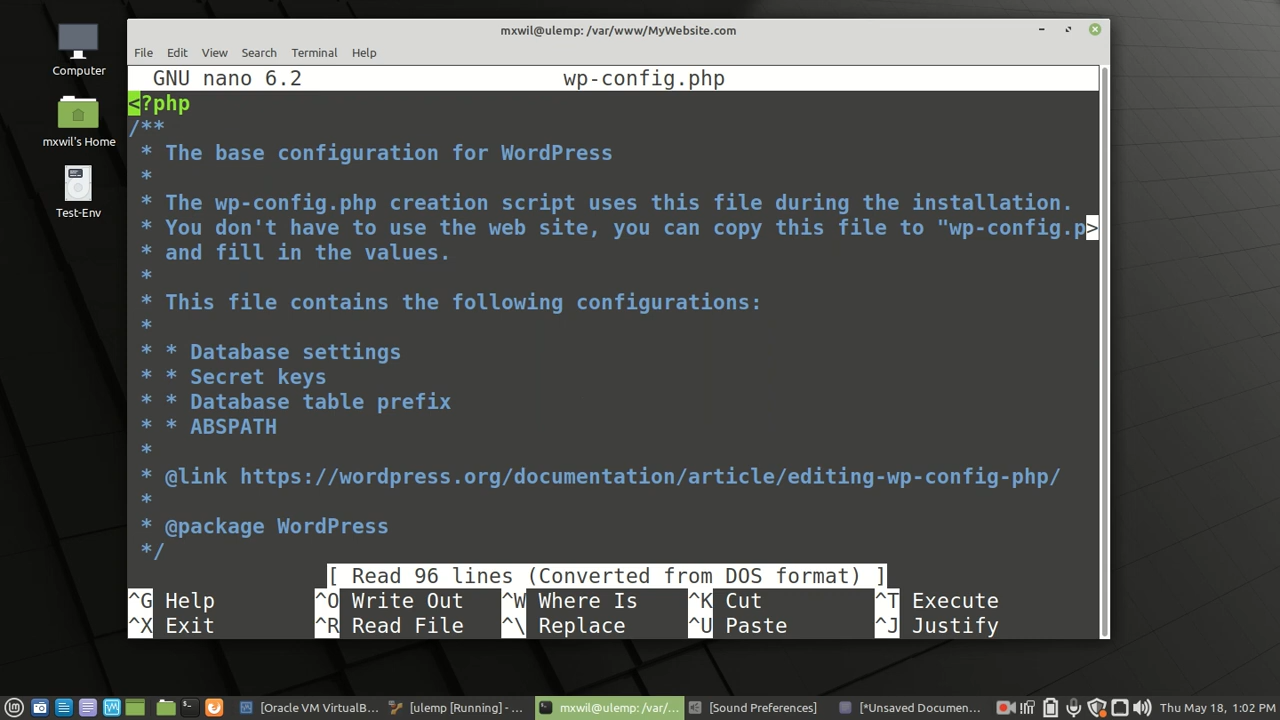 mxwil@ulemp: /var/www/MyWebsite.com
File Edit View Search Terminal Help
GNU nano 6.2 wp-config.php
<?php
/**
* The base configuration for WordPress
*
* The wp-config.php creation script uses this file during the installation.
* You don't have to use the web site, you can copy this file to "wp-config.p>
* and fill in the values.
*
* This file contains the following configurations:
*
* * Database settings
* * Secret keys
* * Database table prefix
* * ABSPATH
*
* @link https://wordpress.org/documentation/article/editing-wp-config-php/
*
* @package WordPress
*/
[ Read 96 lines (Converted from DOS format) ]
^G Help ^O Write Out ^W Where Is ^K Cut ^T Execute
^X Exit ^R Read File ^\ Replace ^U Paste ^J Justify
Computer
mxwil's Home
Test-Env
[Oracle VM VirtualB... [ulemp [Running] - ... mxwil@ulemp: /var/... [Sound Preferences] [*Unsaved Documen... Thu May 18, 1:02 PM